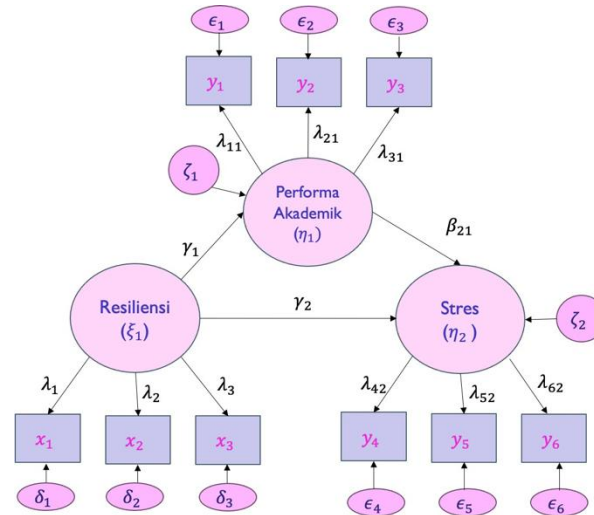 ϵ₁ ϵ₂ ϵ₃
y₁ y₂ y₃
λ₁₁ λ₂₁ λ₃₁
ζ₁
Performa
Akademik
(η₁)
γ₁
β₂₁
Resiliensi
(ξ₁)
γ₂
Stres
(η₂)
ζ₂
λ₁ λ₂ λ₃
λ₄₂ λ₅₂ λ₆₂
x₁ x₂ x₃
y₄ y₅ y₆
δ₁ δ₂ δ₃
ϵ₄ ϵ₅ ϵ₆